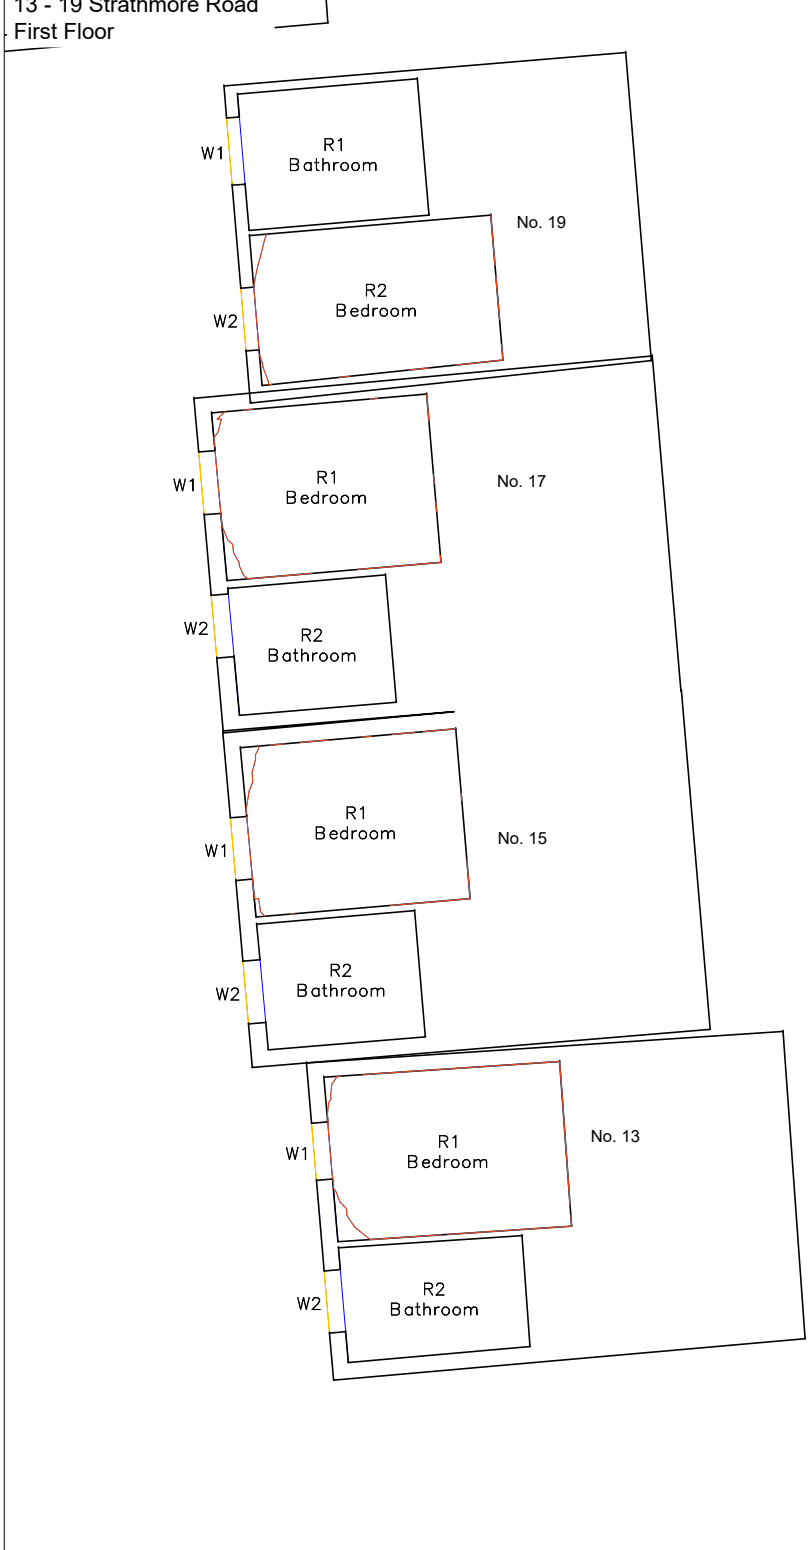 13 - 19 Strathmore Road
First Floor
W1
R1
Bathroom
No. 19
W2
R2
Bedroom
W1
R1
Bedroom
No. 17
W2
R2
Bathroom
W1
R1
Bedroom
No. 15
W2
R2
Bathroom
W1
R1
Bedroom
No. 13
W2
R2
Bathroom